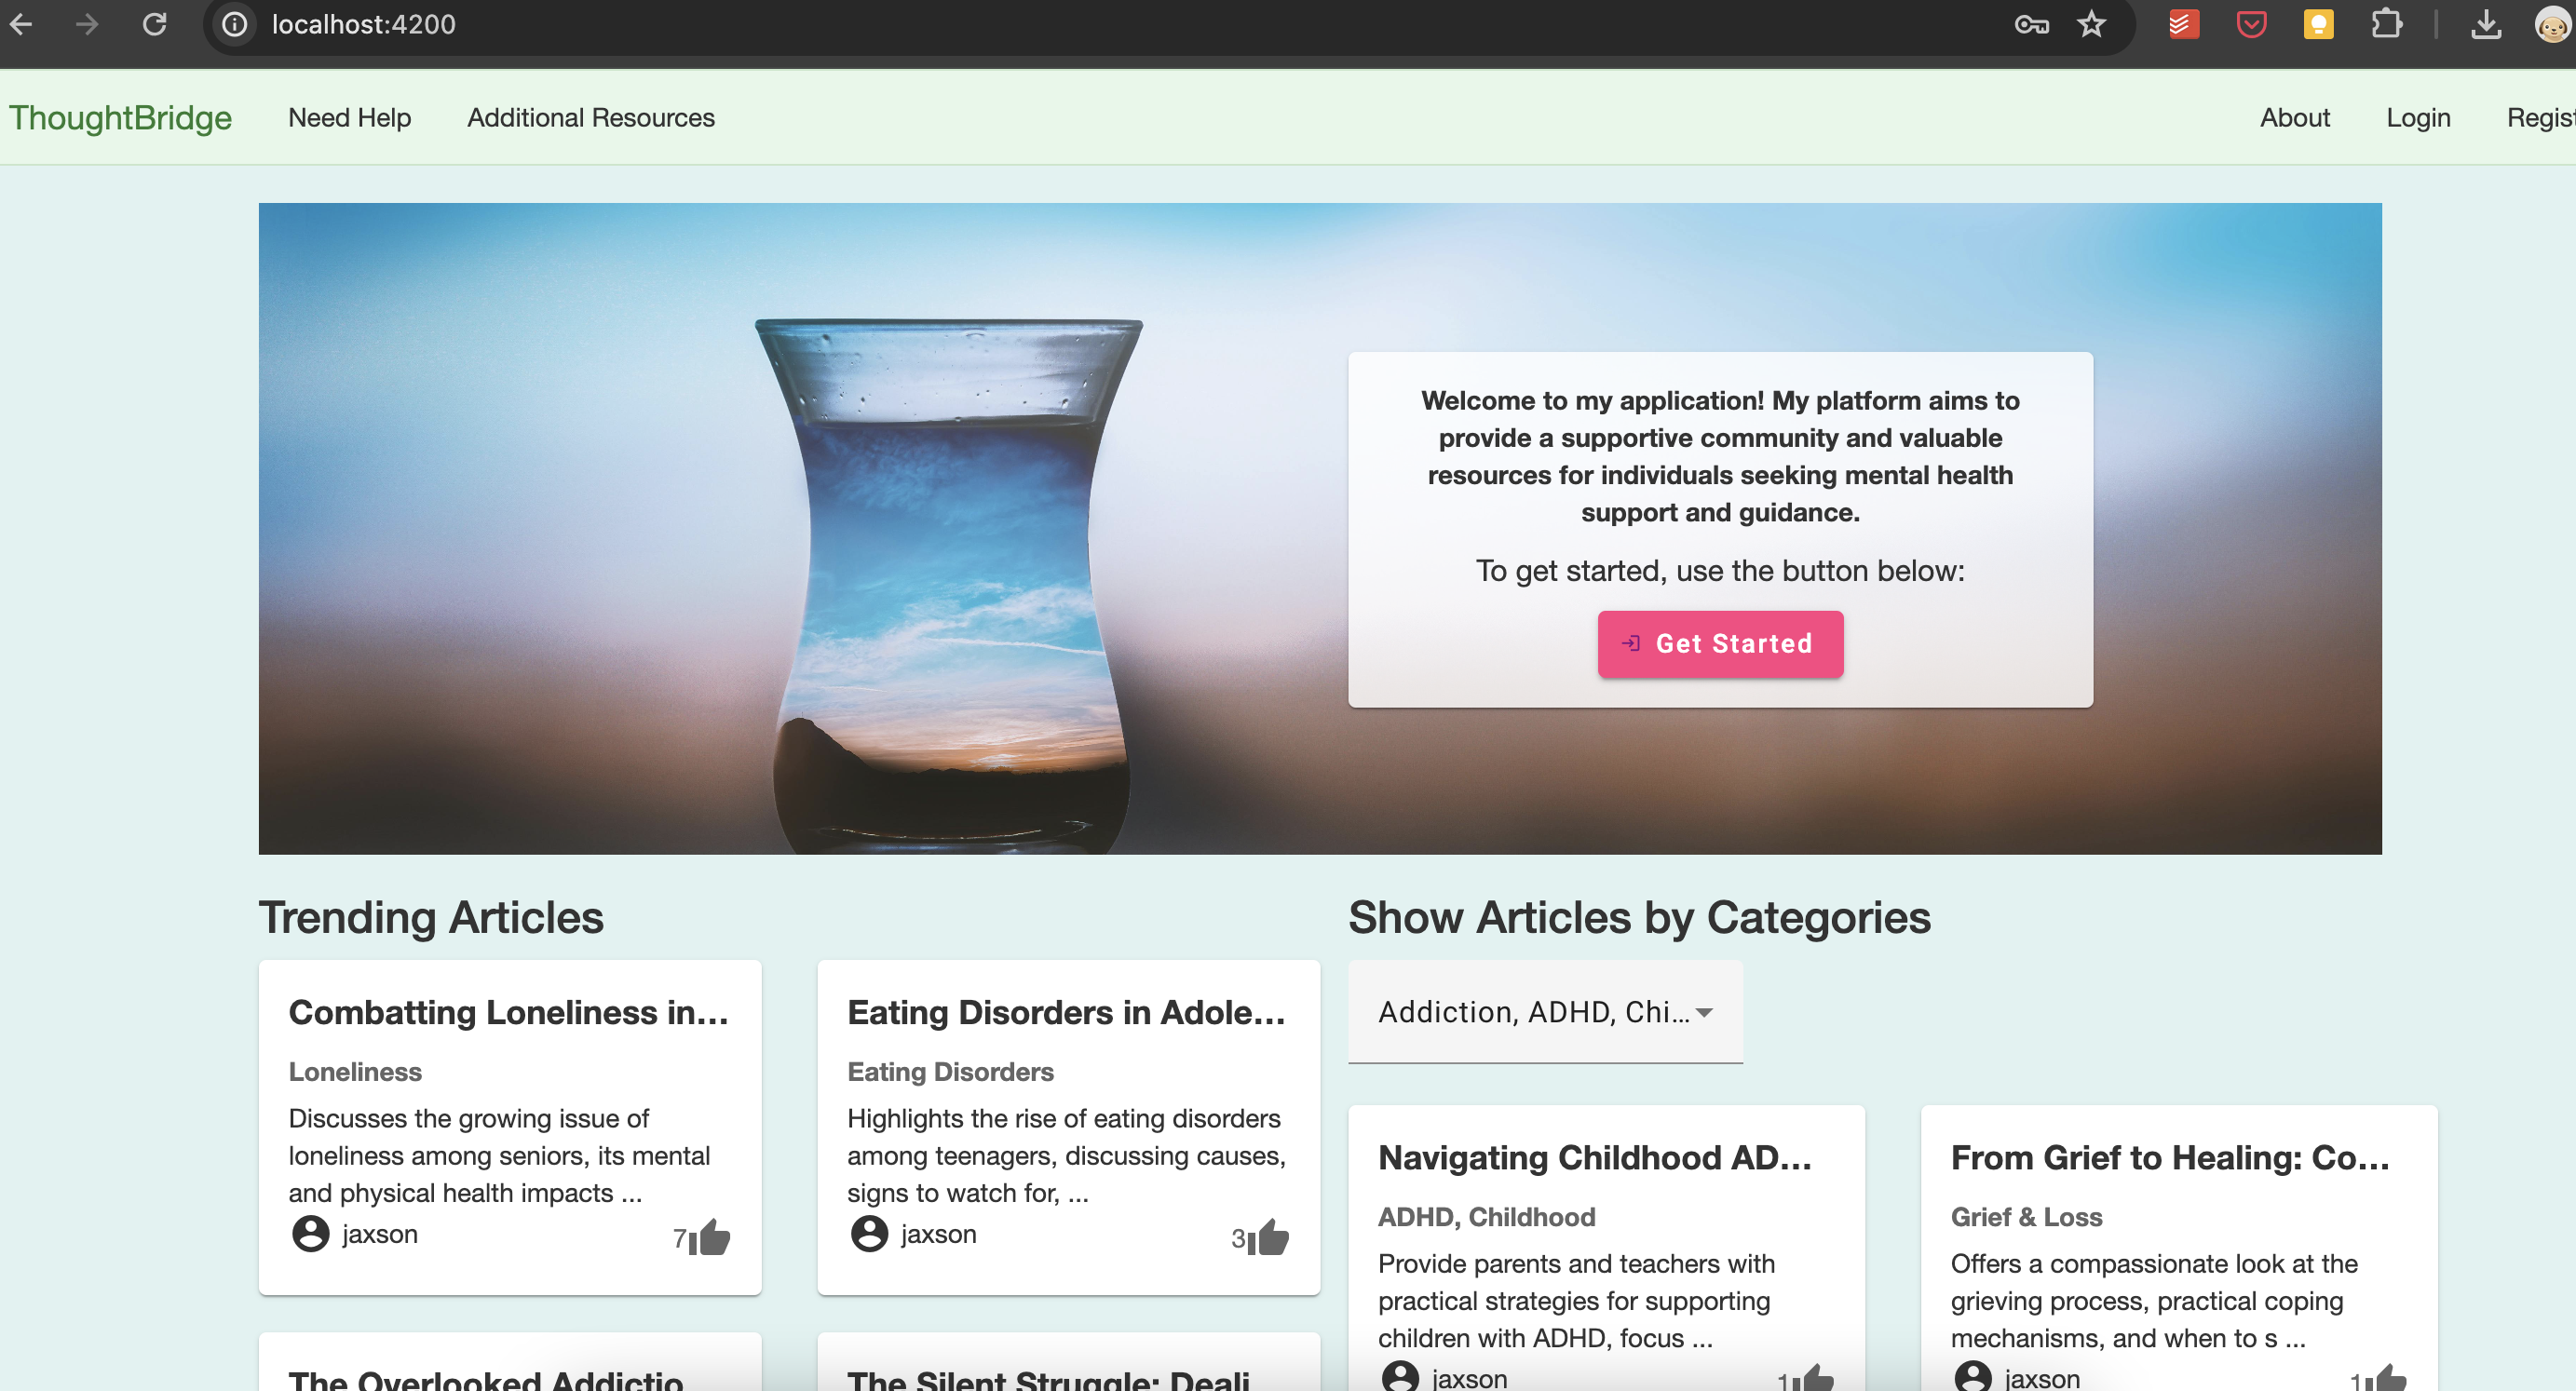 localhost:4200
ThoughtBridge Need Help Additional Resources About Login Regist
Welcome to my application! My platform aims to
provide a supportive community and valuable
resources for individuals seeking mental health
support and guidance.
To get started, use the button below:
Get Started
Trending Articles
Combatting Loneliness in...
Loneliness
Discusses the growing issue of
loneliness among seniors, its mental
and physical health impacts ...
jaxson 7
Eating Disorders in Adole...
Eating Disorders
Highlights the rise of eating disorders
among teenagers, discussing causes,
signs to watch for, ...
jaxson 3
The Overlooked Addictio
The Silent Struggle: Deali
Show Articles by Categories
Addiction, ADHD, Chi...
Navigating Childhood AD...
ADHD, Childhood
Provide parents and teachers with
practical strategies for supporting
children with ADHD, focus ...
jaxson 1
From Grief to Healing: Co...
Grief & Loss
Offers a compassionate look at the
grieving process, practical coping
mechanisms, and when to s ...
jaxson 1